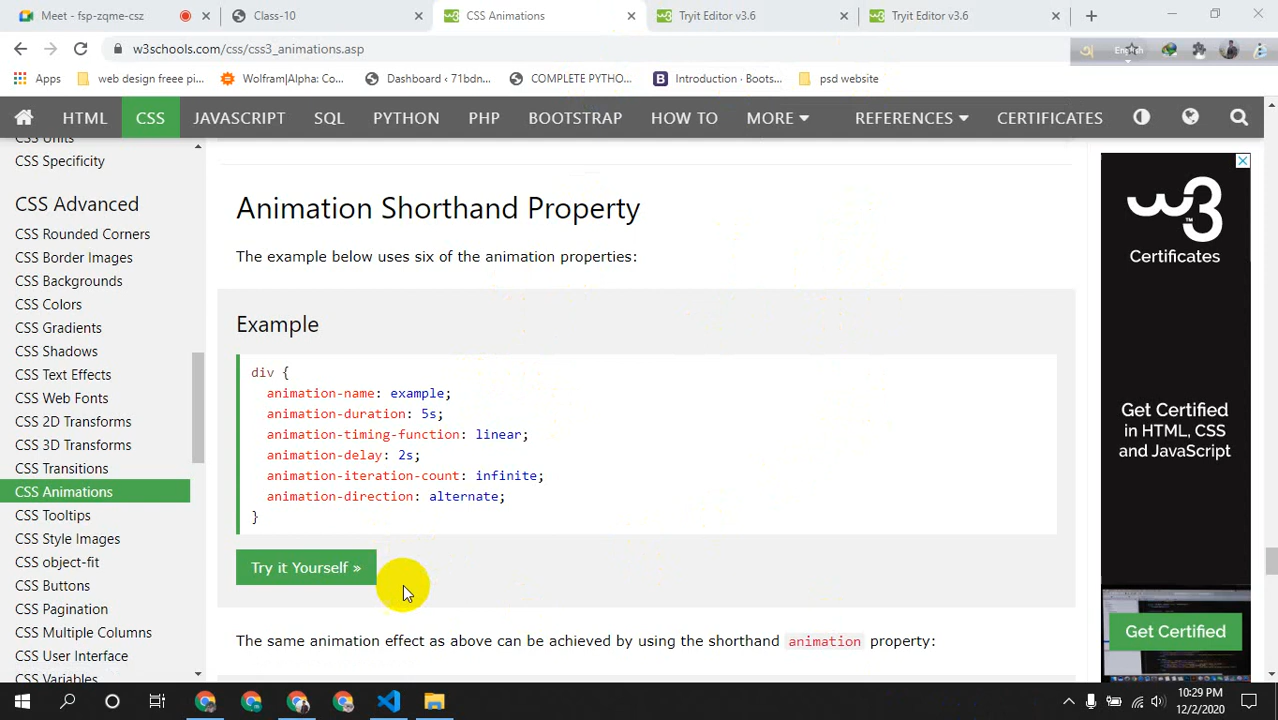 Meet - fsp-zqme-csz
Class-10
CSS Animations
Tryit Editor v3.6
Tryit Editor v3.6
w3schools.com/css/css3_animations.asp
English
Apps
web design freee pi...
Wolfram|Alpha: Co...
Dashboard ‹ 71bdn...
COMPLETE PYTHO...
Introduction · Boots...
psd website
HTML
CSS
JAVASCRIPT
SQL
PYTHON
PHP
BOOTSTRAP
HOW TO
MORE
REFERENCES
CERTIFICATES
CSS Units
CSS Specificity
CSS Advanced
CSS Rounded Corners
CSS Border Images
CSS Backgrounds
CSS Colors
CSS Gradients
CSS Shadows
CSS Text Effects
CSS Web Fonts
CSS 2D Transforms
CSS 3D Transforms
CSS Transitions
CSS Animations
CSS Tooltips
CSS Style Images
CSS object-fit
CSS Buttons
CSS Pagination
CSS Multiple Columns
CSS User Interface
CSS Variables
Animation Shorthand Property
The example below uses six of the animation properties:
Example
div {
animation-name: example;
animation-duration: 5s;
animation-timing-function: linear;
animation-delay: 2s;
animation-iteration-count: infinite;
animation-direction: alternate;
}
Try it Yourself »
The same animation effect as above can be achieved by using the shorthand animation property:
w3
Certificates
Get Certified
in HTML, CSS
and JavaScript
Get Certified
10:29 PM
12/2/2020